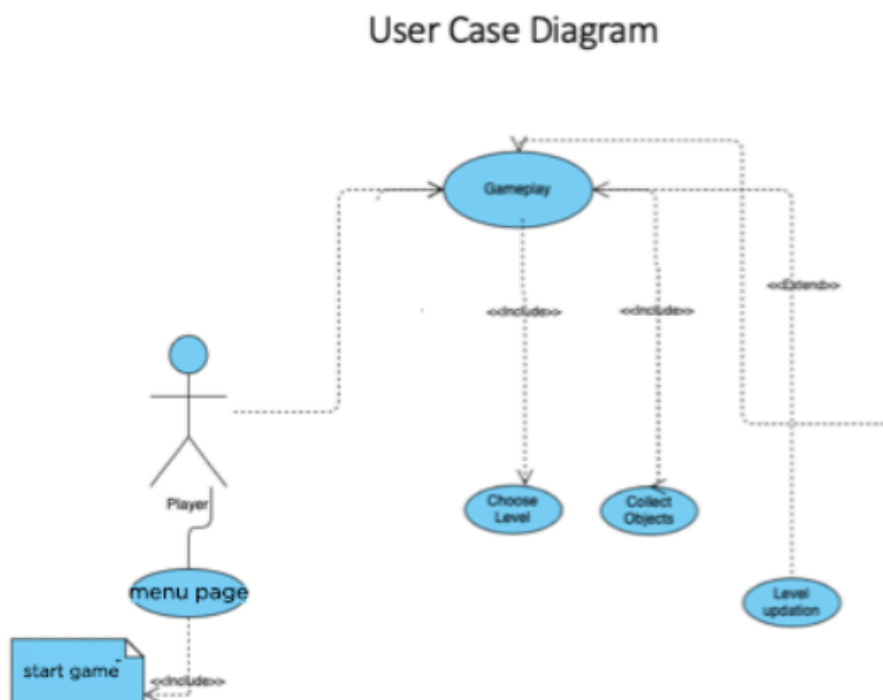 User Case Diagram
Gameplay
<<Extend>>
<<Include>>
<<Include>>
Choose
Level
Collect
Objects
Player
menu page
Level
updation
start game
<<Include>>